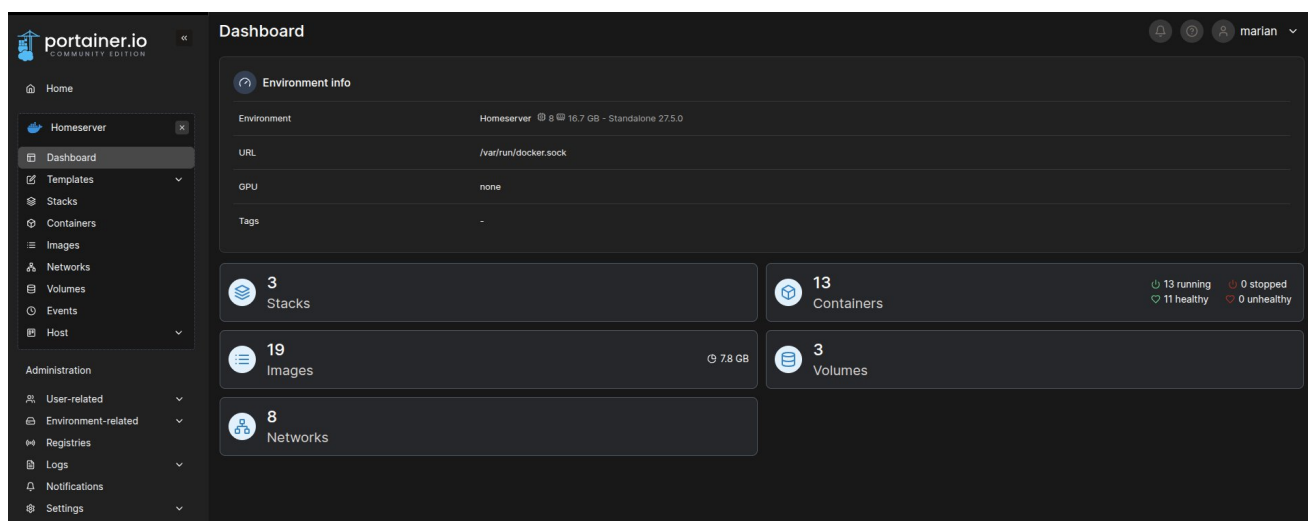 portainer.io
COMMUNITY EDITION
Home
Homeserver
Dashboard
Templates
Stacks
Containers
Images
Networks
Volumes
Events
Host
Administration
User-related
Environment-related
Registries
Logs
Notifications
Settings
Dashboard
marian
Environment info
Environment Homeserver 8 16.7 GB - Standalone 27.5.0
URL /var/run/docker.sock
GPU none
Tags -
3
Stacks
13
Containers
13 running 0 stopped
11 healthy 0 unhealthy
19
Images
7.8 GB
3
Volumes
8
Networks